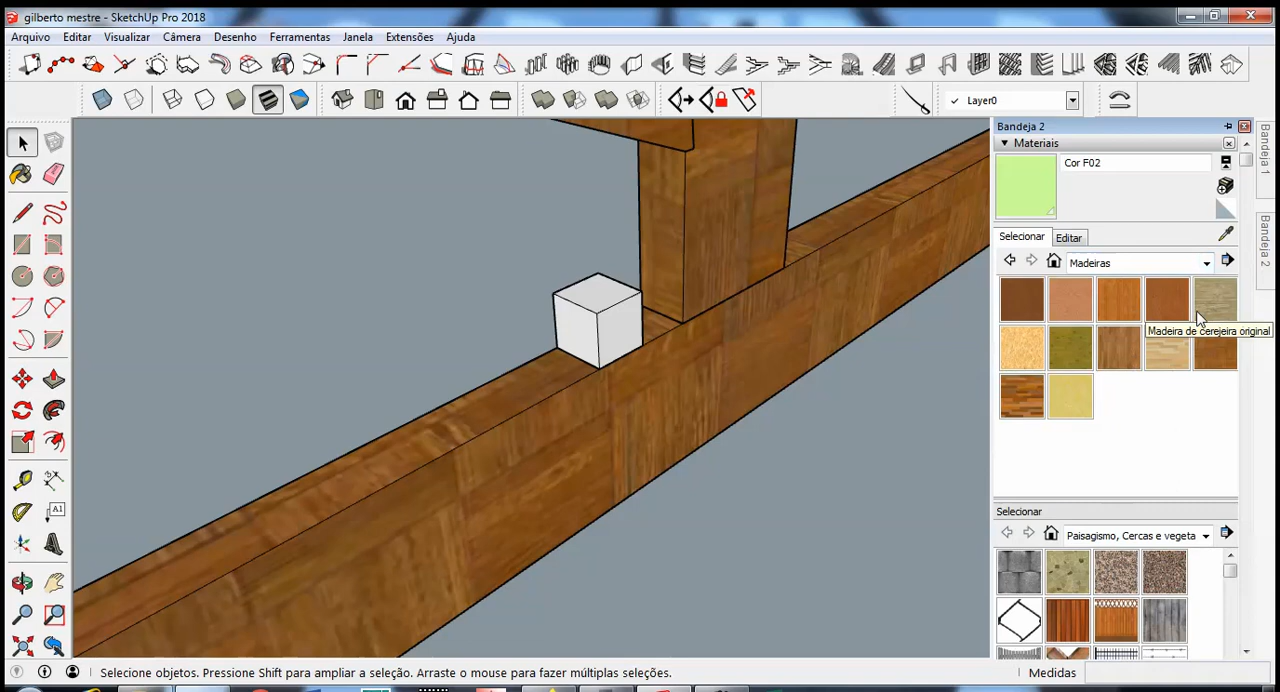 gilberto mestre - SketchUp Pro 2018
Arquivo Editar Visualizar Câmera Desenho Ferramentas Janela Extensões Ajuda
Layer0
Bandeja 2
Materiais
Cor F02
Selecionar Editar
Madeiras
Madeira de cerejeira original
Selecionar
Paisagismo, Cercas e vegeta
Bandeja 1
Bandeja 2
A1
Selecione objetos. Pressione Shift para ampliar a seleção. Arraste o mouse para fazer múltiplas seleções.
Medidas